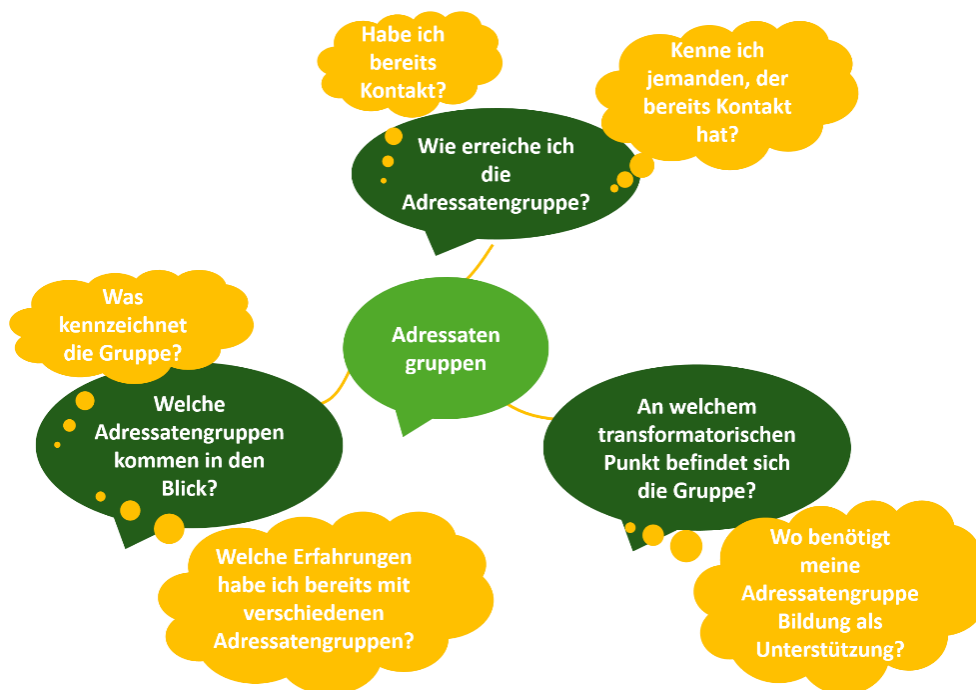 Habe ich
bereits
Kontakt?
Kenne ich
jemanden, der
bereits Kontakt
hat?
Wie erreiche ich
die
Adressatengruppe?
Adressaten
gruppen
Was
kennzeichnet
die Gruppe?
Welche
Adressatengruppen
kommen in den
Blick?
Welche Erfahrungen
habe ich bereits mit
verschiedenen
Adressatengruppen?
An welchem
transformatorischen
Punkt befindet sich
die Gruppe?
Wo benötigt
meine
Adressatengruppe
Bildung als
Unterstützung?